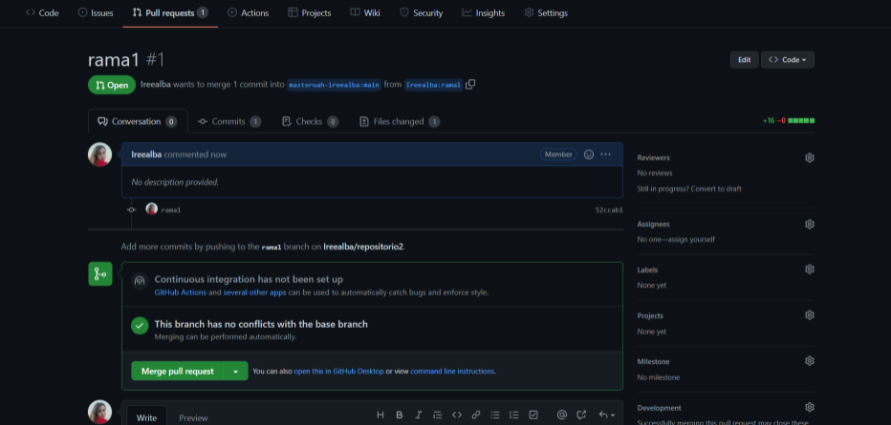 Code Issues Pull requests 1 Actions Projects Wiki Security Insights Settings
rama1 #1
Edit <> Code
Open Ireealba wants to merge 1 commit into masteruah-ireealba:main from Ireealba:rama1
Conversation 0 Commits 1 Checks 0 Files changed 1 +16 −0
Ireealba commented now Member ...
No description provided.
rama1 52ccab1
Add more commits by pushing to the rama1 branch on Ireealba/repositorio2.
Continuous integration has not been set up
GitHub Actions and several other apps can be used to automatically catch bugs and enforce style.
This branch has no conflicts with the base branch
Merging can be performed automatically.
Merge pull request You can also open this in GitHub Desktop or view command line instructions.
Write Preview H B I <> @
Reviewers
No reviews
Still in progress? Convert to draft
Assignees
No one—assign yourself
Labels
None yet
Projects
None yet
Milestone
No milestone
Development
Successfully merging this pull request may close these